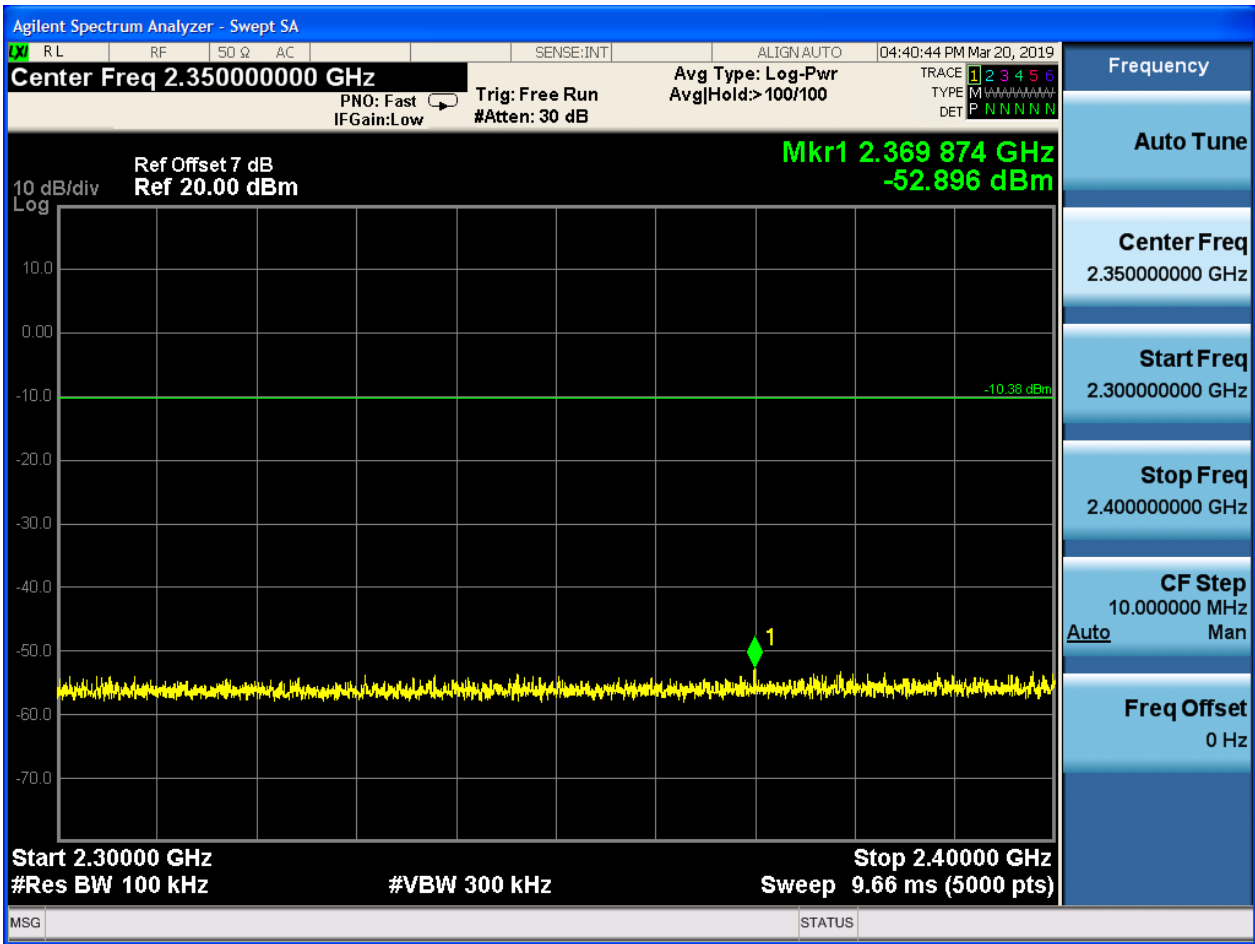 Agilent Spectrum Analyzer - Swept SA
LXI RL RF 50 Ω AC SENSE:INT ALIGN AUTO 04:40:44 PM Mar 20, 2019
Center Freq 2.350000000 GHz
PNO: Fast
IFGain:Low
Trig: Free Run
#Atten: 30 dB
Avg Type: Log-Pwr
Avg|Hold:> 100/100
TRACE 1 2 3 4 5 6
TYPE M
DET P N N N N N
Mkr1 2.369 874 GHz
-52.896 dBm
Ref Offset 7 dB
10 dB/div Ref 20.00 dBm
Log
10.0
0.00
-10.0
-10.38 dBm
-20.0
-30.0
-40.0
-50.0
1
-60.0
-70.0
Start 2.30000 GHz Stop 2.40000 GHz
#Res BW 100 kHz #VBW 300 kHz Sweep 9.66 ms (5000 pts)
MSG STATUS
Frequency
Auto Tune
Center Freq
2.350000000 GHz
Start Freq
2.300000000 GHz
Stop Freq
2.400000000 GHz
CF Step
10.000000 MHz
Auto Man
Freq Offset
0 Hz